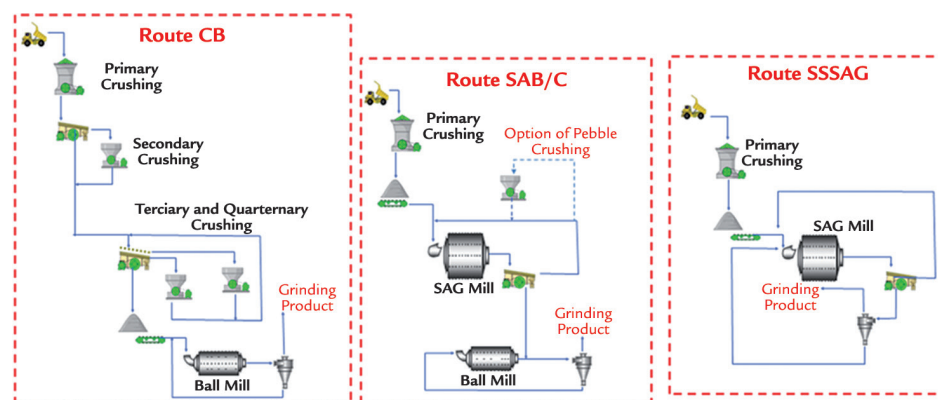 Route CB
Primary
Crushing
Secondary
Crushing
Terciary and Quarternary
Crushing
Grinding
Product
Ball Mill
Route SAB/C
Primary
Crushing
Option of Pebble
Crushing
SAG Mill
Grinding
Product
Ball Mill
Route SSSAG
Primary
Crushing
SAG Mill
Grinding
Product